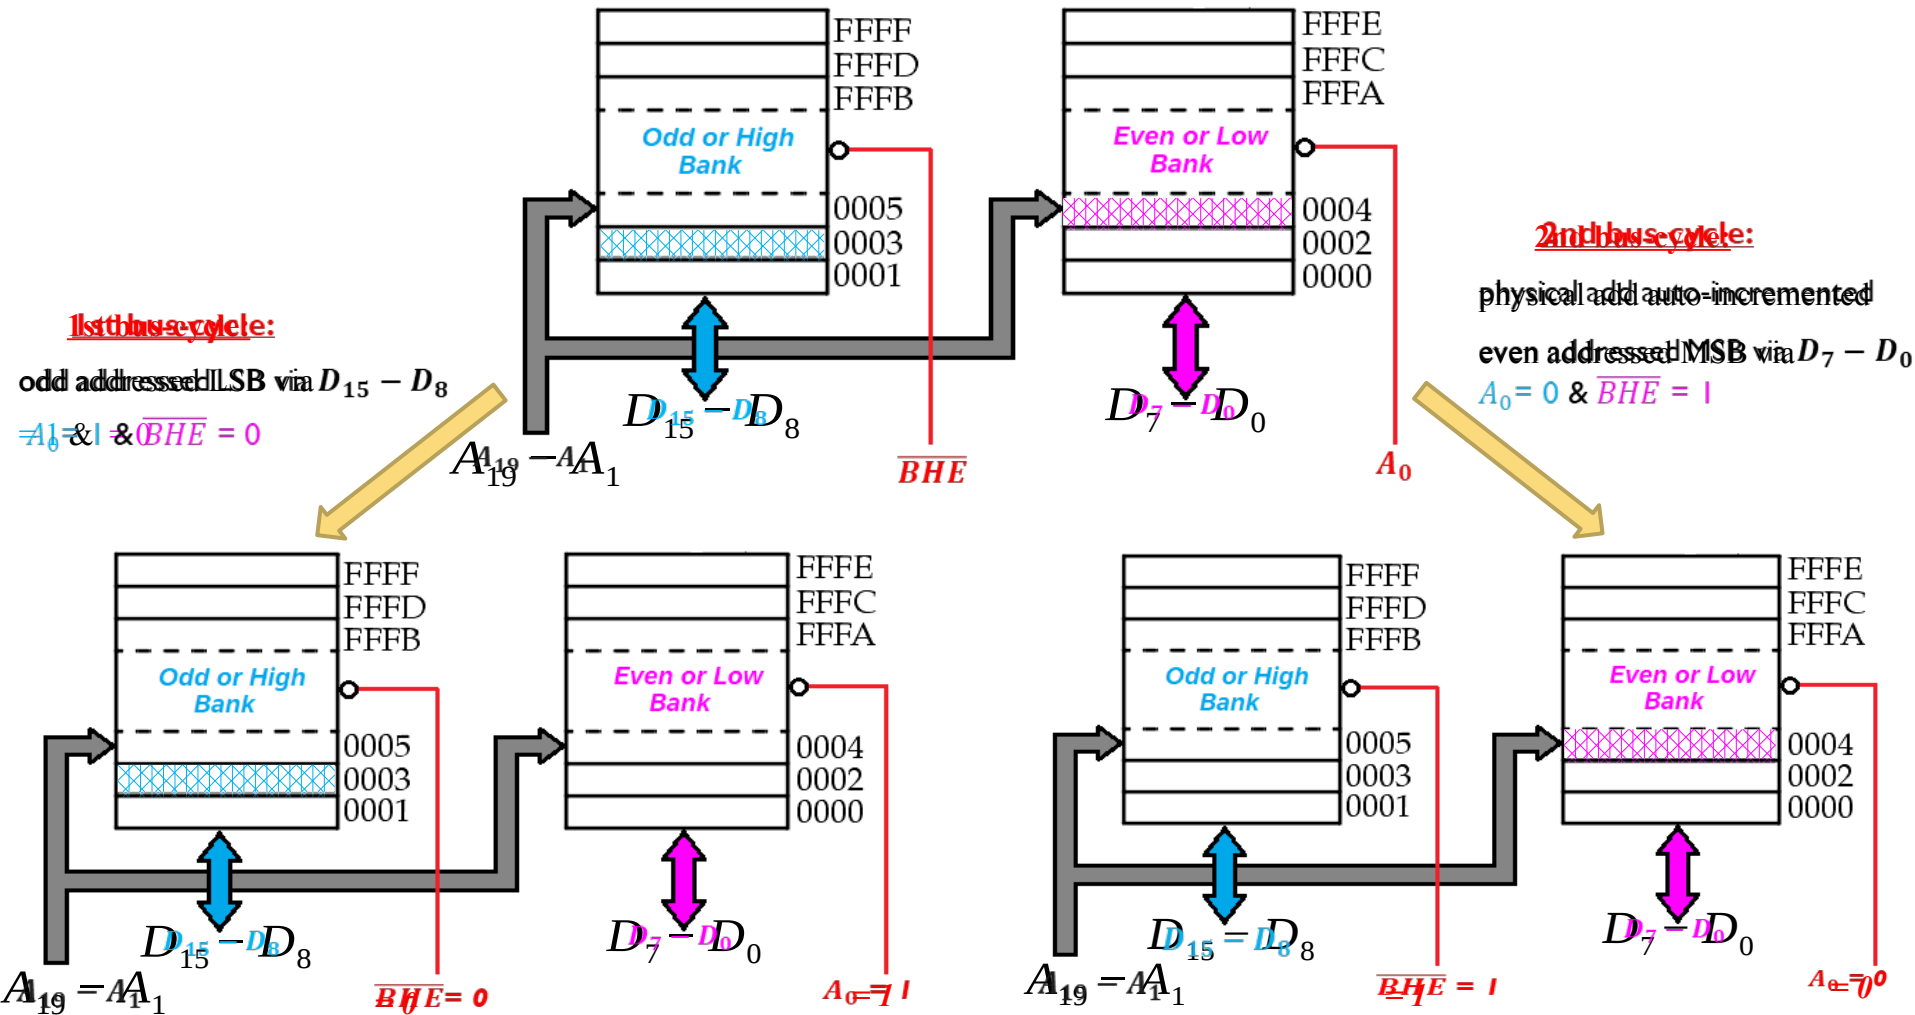 FFFF
FFFD
FFFB
Odd or High
Bank
0005
0003
0001
FFFE
FFFC
FFFA
Even or Low
Bank
0004
0002
0000
1st bus-cycle:
odd addressed LSB via D₁₅ − D₈
A₀ = 1 & B̅H̅E̅ = 0
2nd bus-cycle:
physical add auto-incremented
even addressed MSB via D₇ − D₀
A₀ = 0 & B̅H̅E̅ = 1
D₁₅ − D₈
D₇ − D₀
A₁₉ − A₁
B̅H̅E̅
A₀
FFFF
FFFD
FFFB
Odd or High
Bank
0005
0003
0001
FFFE
FFFC
FFFA
Even or Low
Bank
0004
0002
0000
D₁₅ − D₈
D₇ − D₀
A₁₉ − A₁
B̅H̅E̅ = 0
A₀ = 1
FFFF
FFFD
FFFB
Odd or High
Bank
0005
0003
0001
FFFE
FFFC
FFFA
Even or Low
Bank
0004
0002
0000
D₁₅ − D₈
D₇ − D₀
A₁₉ − A₁
B̅H̅E̅ = 1
A₀ = 0